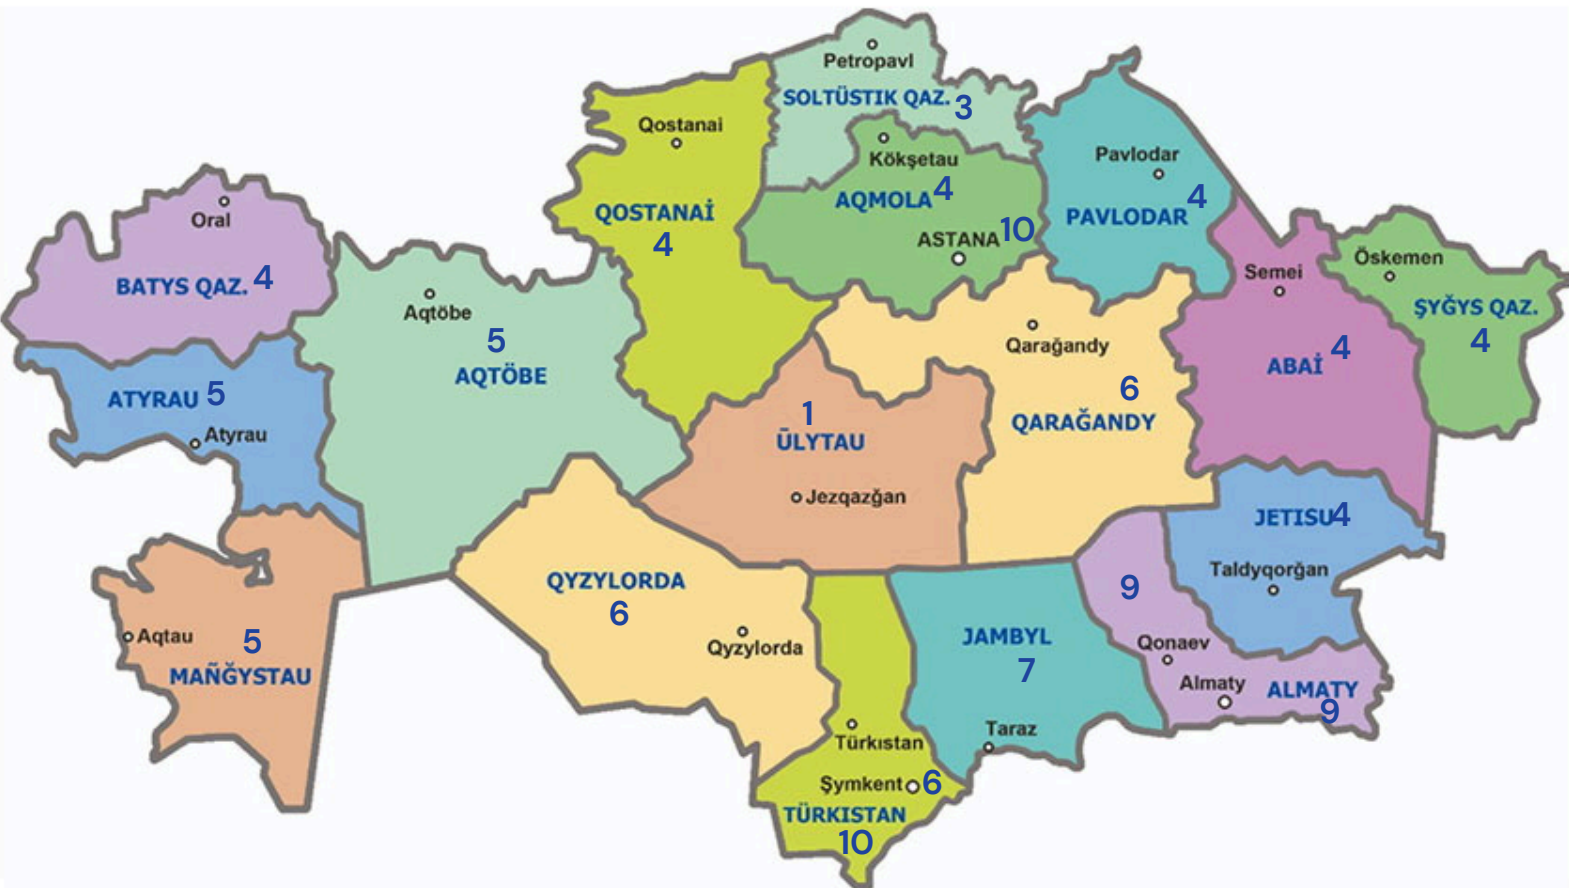 Petropavl
SOLTÜSTIK QAZ. 3
Qostanai
QOSTANAİ
4
Kökşetau
AQMOLA 4
ASTANA 10
Pavlodar
PAVLODAR 4
Oral
BATYS QAZ. 4
Aqtöbe
5
AQTÖBE
Semei
ABAİ 4
Öskemen
ŞYĞYS QAZ.
4
ATYRAU 5
Atyrau
Qarağandy
6
QARAĞANDY
1
ŪLYTAU
Jezqazğan
JETISU 4
Taldyqorğan
Aqtau
5
MAÑĞYSTAU
QYZYLORDA
6
Qyzylorda
JAMBYL
7
Taraz
9
Qonaev
Almaty
ALMATY
9
Türkıstan
Şymkent 6
TÜRKISTAN
10